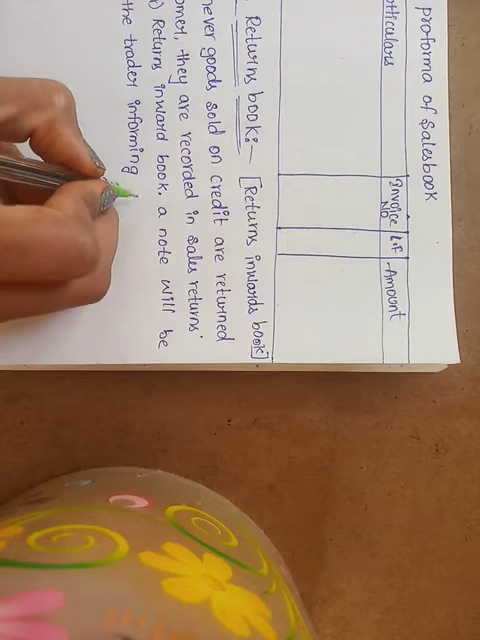 proforma of Salesbook
articulars Invoice No L.F Amount
Returns book:- [Returns inwards book]
never goods sold on credit are returned
omer, they are recorded in sales returns.
r) Returns inward book. a note will be
the trader informing